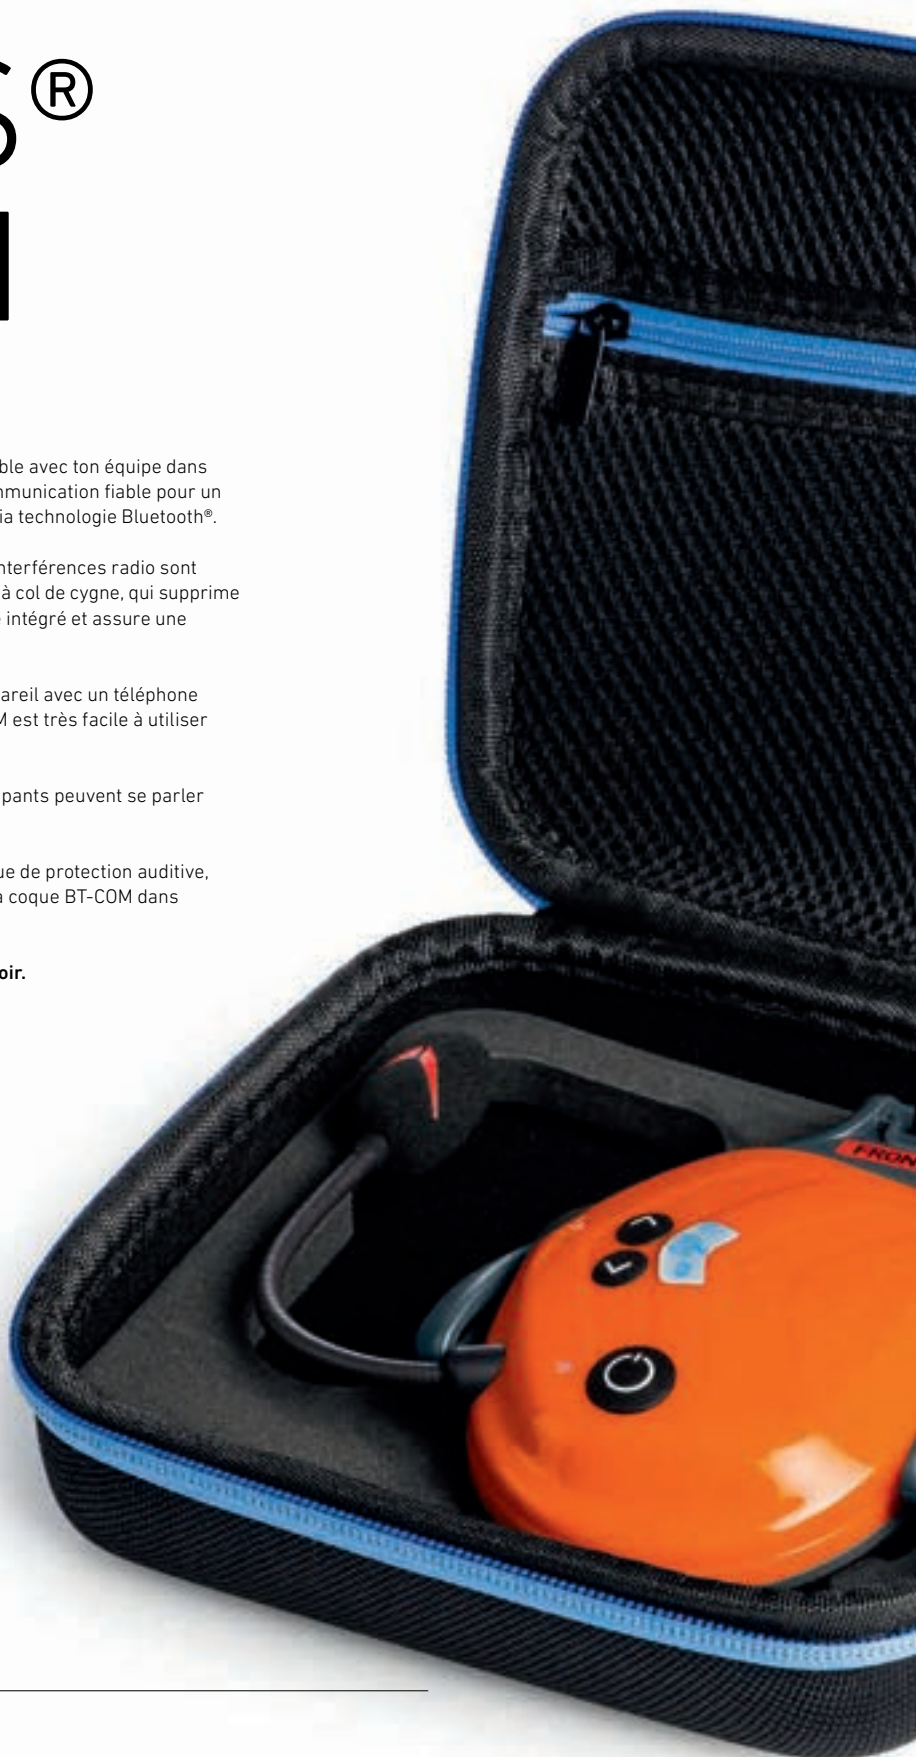 S®
ble avec ton équipe dans
mmunication fiable pour un
ia technologie Bluetooth®.
nterférences radio sont
à col de cygne, qui supprime
intégré et assure une
areil avec un téléphone
M est très facile à utiliser
pants peuvent se parler
ue de protection auditive,
a coque BT-COM dans
oir.
FRON